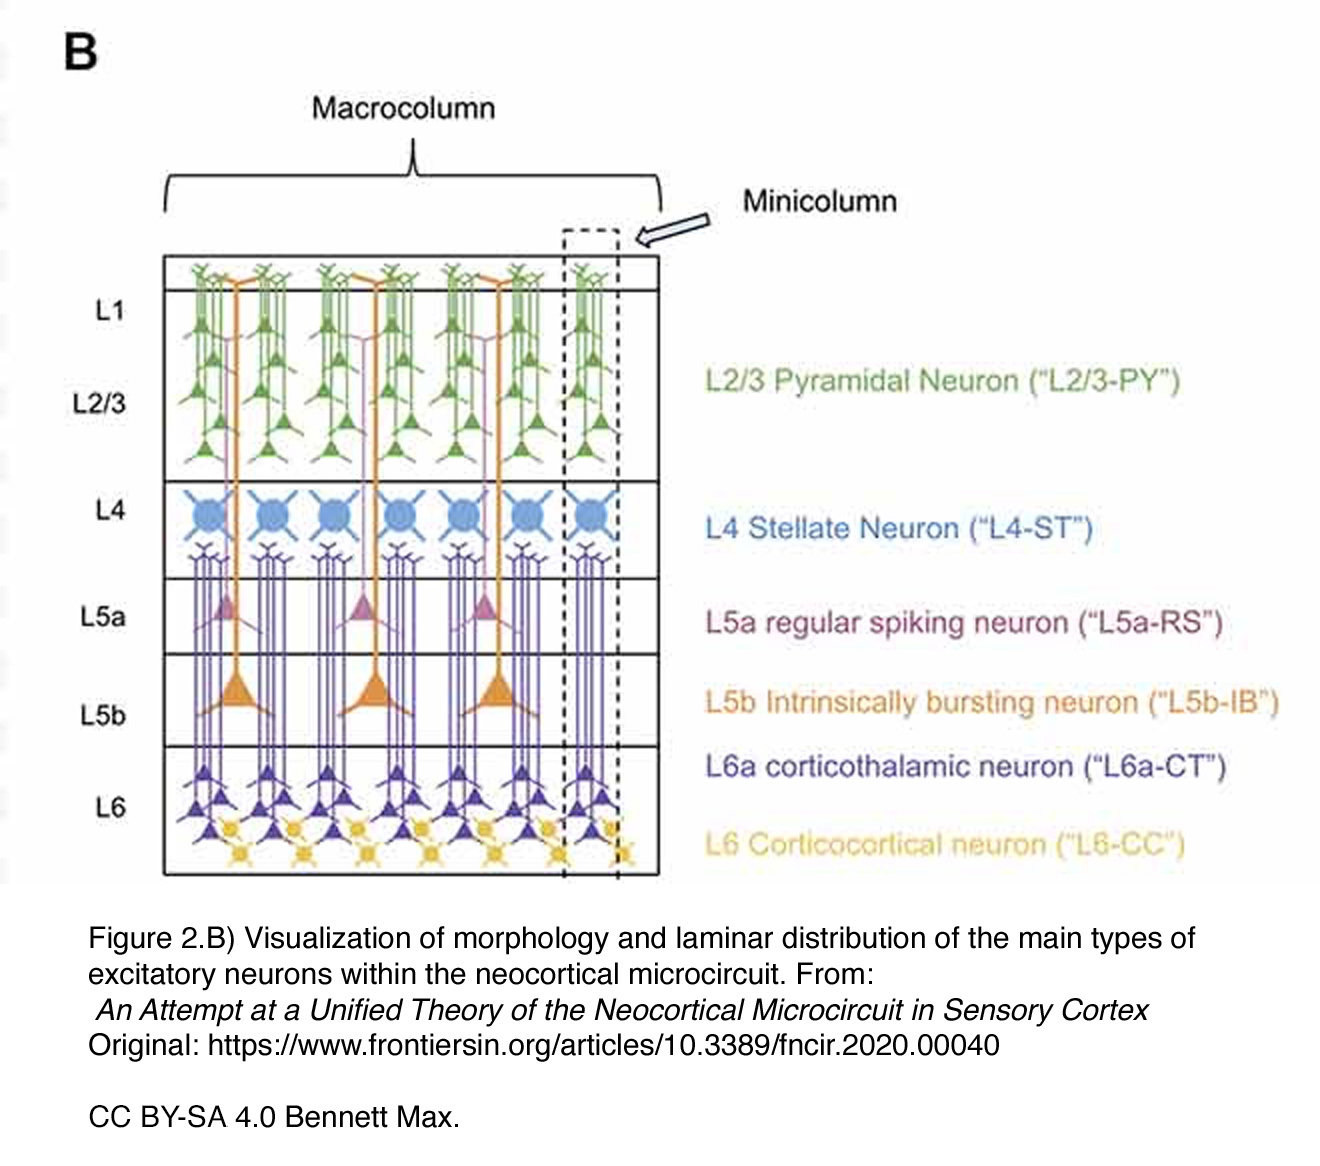 B
Macrocolumn
Minicolumn
L1
L2/3
L2/3 Pyramidal Neuron (“L2/3-PY”)
L4
L4 Stellate Neuron (“L4-ST”)
L5a
L5a regular spiking neuron (“L5a-RS”)
L5b
L5b Intrinsically bursting neuron (“L5b-IB”)
L6a corticothalamic neuron (“L6a-CT”)
L6
L6 Corticocortical neuron (“L6-CC”)
Figure 2.B) Visualization of morphology and laminar distribution of the main types of
excitatory neurons within the neocortical microcircuit. From:
An Attempt at a Unified Theory of the Neocortical Microcircuit in Sensory Cortex
Original: https://www.frontiersin.org/articles/10.3389/fncir.2020.00040
CC BY-SA 4.0 Bennett Max.